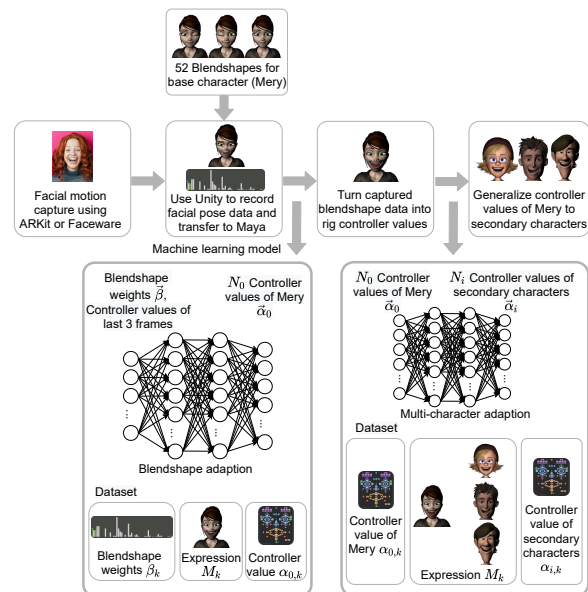 52 Blendshapes for
base character (Mery)
Facial motion
capture using
ARKit or Faceware
Use Unity to record
facial pose data and
transfer to Maya
Turn captured
blendshape data into
rig controller values
Generalize controller
values of Mery to
secondary characters
Machine learning model
Blendshape
weights β⃗,
Controller values of
last 3 frames
N₀ Controller
values of Mery
α⃗₀
Blendshape adaption
Dataset
Blendshape
weights βₖ
Expression
Mₖ
Controller
value α₀,ₖ
N₀ Controller
values of Mery
α⃗₀
Nᵢ Controller values of
secondary characters
α⃗ᵢ
Multi-character adaption
Dataset
Controller
value of
Mery α₀,ₖ
Expression Mₖ
Controller
value of
secondary
characters
αᵢ,ₖ